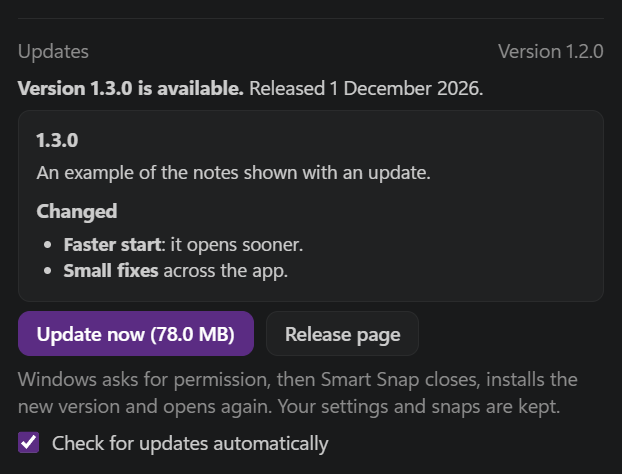 Updates
Version 1.2.0
Version 1.3.0 is available. Released 1 December 2026.
1.3.0
An example of the notes shown with an update.
Changed
• Faster start: it opens sooner.
• Small fixes across the app.
Update now (78.0 MB)
Release page
Windows asks for permission, then Smart Snap closes, installs the
new version and opens again. Your settings and snaps are kept.
Check for updates automatically